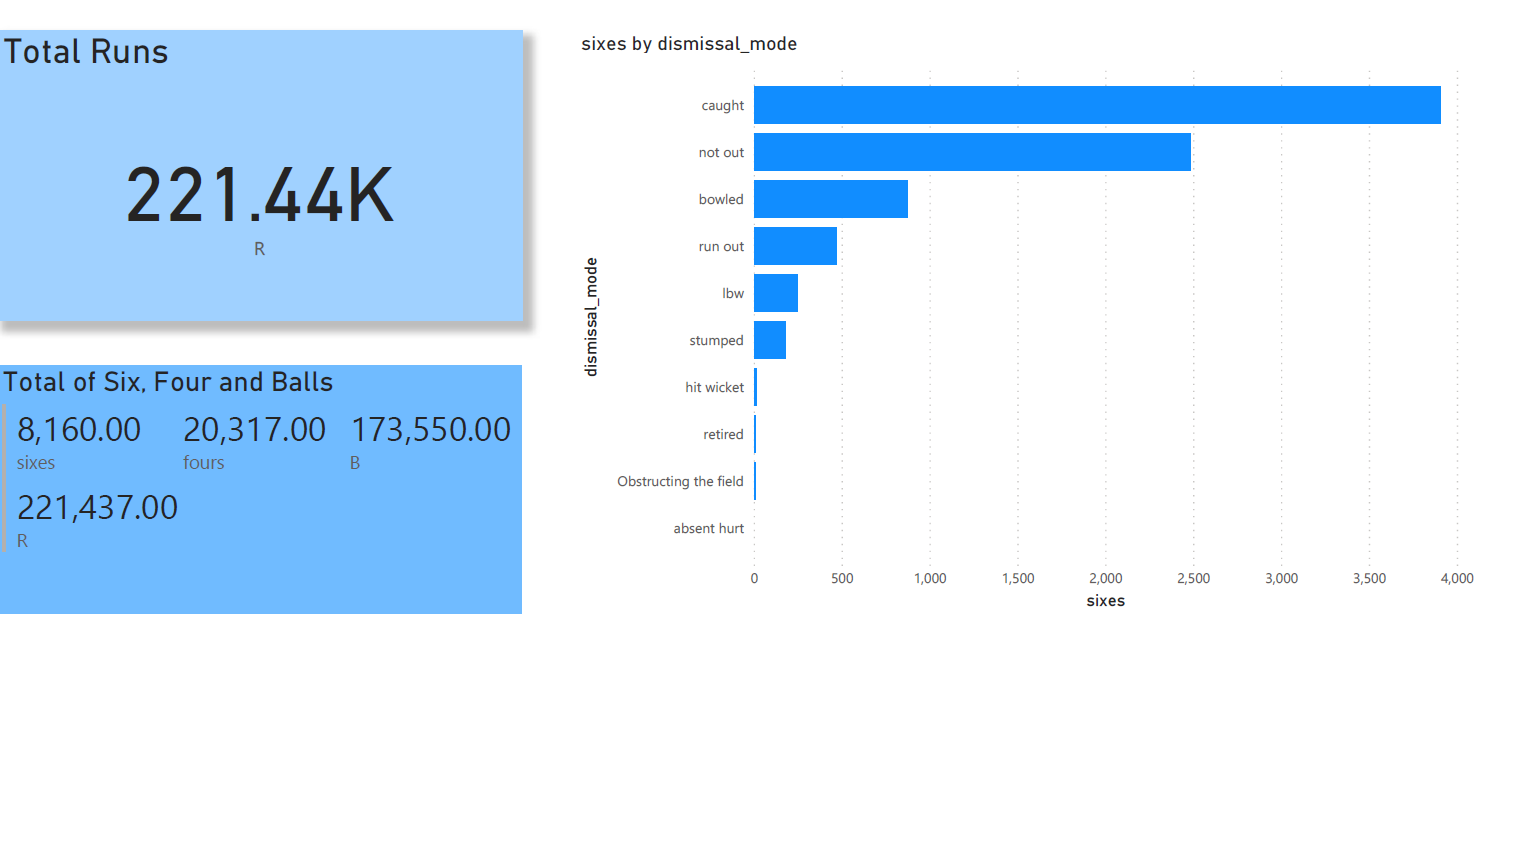 Total Runs
221.44K
R
Total of Six, Four and Balls
8,160.00 20,317.00 173,550.00
sixes fours B
221,437.00
R
sixes by dismissal_mode
dismissal_mode
caught
not out
bowled
run out
lbw
stumped
hit wicket
retired
Obstructing the field
absent hurt
0 500 1,000 1,500 2,000 2,500 3,000 3,500 4,000
sixes